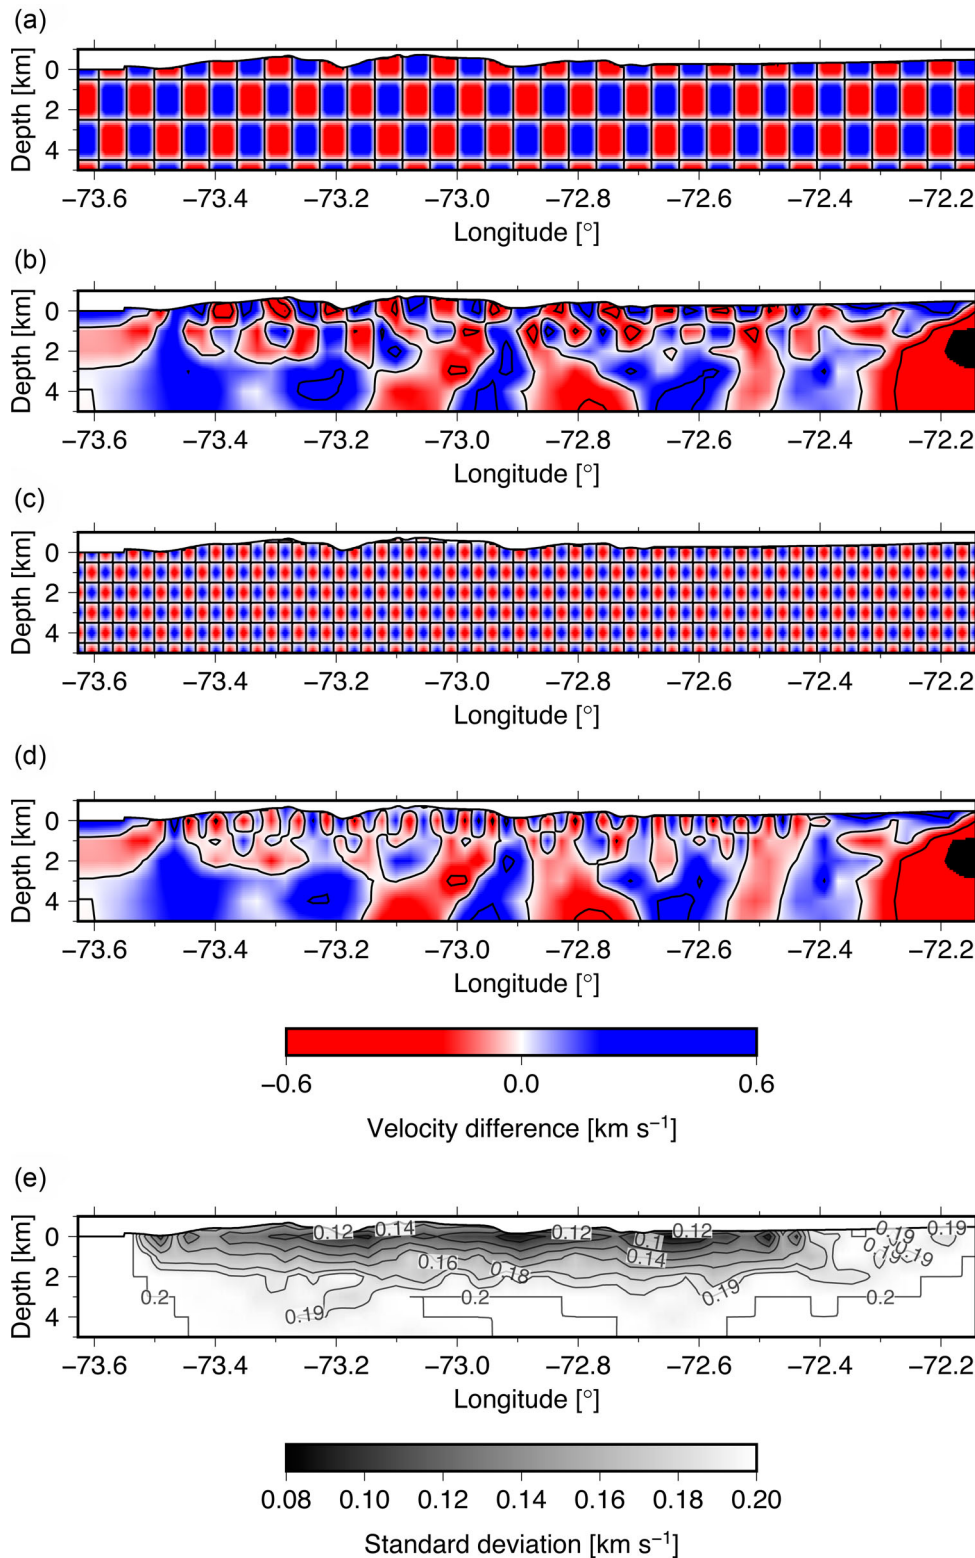 (a)
Depth [km]
0
2
4
−73.6 −73.4 −73.2 −73.0 −72.8 −72.6 −72.4 −72.2
Longitude [°]
(b)
Depth [km]
0
2
4
−73.6 −73.4 −73.2 −73.0 −72.8 −72.6 −72.4 −72.2
Longitude [°]
(c)
Depth [km]
0
2
4
−73.6 −73.4 −73.2 −73.0 −72.8 −72.6 −72.4 −72.2
Longitude [°]
(d)
Depth [km]
0
2
4
−73.6 −73.4 −73.2 −73.0 −72.8 −72.6 −72.4 −72.2
Longitude [°]
−0.6 0.0 0.6
Velocity difference [km s⁻¹]
(e)
Depth [km]
0
2
4
0.12 0.14 0.12 0.12 0.19 0.19
0.1 0.19 0.19
0.16 0.14
0.18
0.2 0.19 0.19 0.2 0.2
−73.6 −73.4 −73.2 −73.0 −72.8 −72.6 −72.4 −72.2
Longitude [°]
0.08 0.10 0.12 0.14 0.16 0.18 0.20
Standard deviation [km s⁻¹]